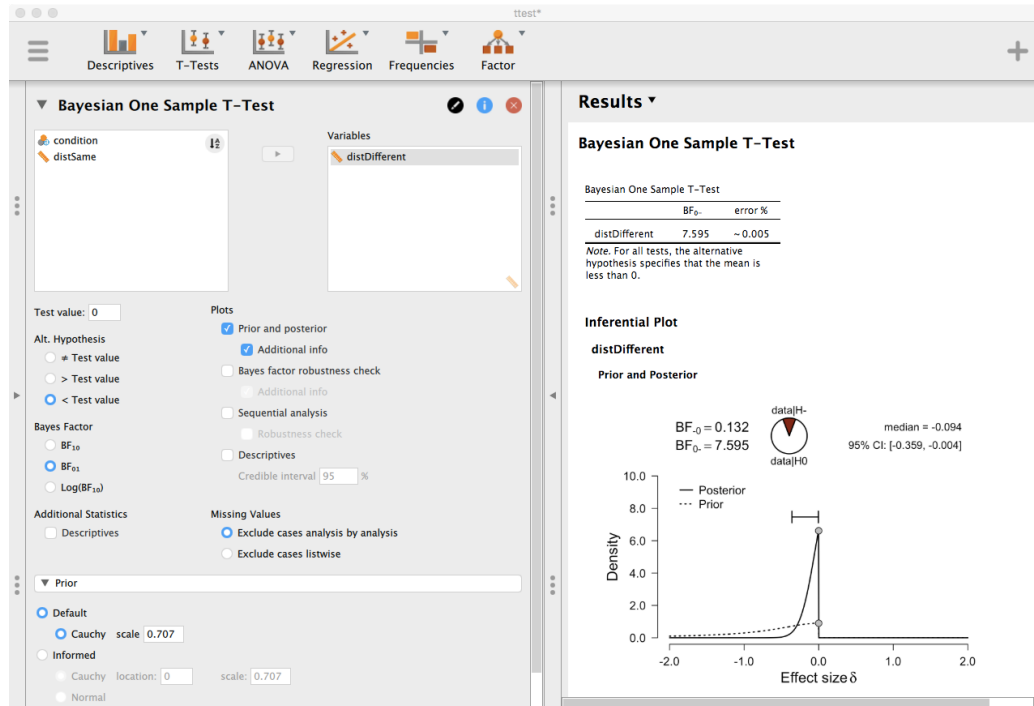 ttest*
Descriptives
T-Tests
ANOVA
Regression
Frequencies
Factor
Bayesian One Sample T-Test
condition
distSame
Variables
distDifferent
Test value: 0
Alt. Hypothesis
≠ Test value
> Test value
< Test value
Bayes Factor
BF₁₀
BF₀₁
Log(BF₁₀)
Additional Statistics
Descriptives
Plots
Prior and posterior
Additional info
Bayes factor robustness check
Additional info
Sequential analysis
Robustness check
Descriptives
Credible interval 95 %
Missing Values
Exclude cases analysis by analysis
Exclude cases listwise
Prior
Default
Cauchy scale 0.707
Informed
Cauchy location: 0 scale: 0.707
Normal
Results
Bayesian One Sample T-Test
Bayesian One Sample T-Test
BF₀₋ error %
distDifferent 7.595 ~ 0.005
Note. For all tests, the alternative
hypothesis specifies that the mean is
less than 0.
Inferential Plot
distDifferent
Prior and Posterior
data|H-
BF₋₀ = 0.132
BF₀₋ = 7.595
data|H0
median = -0.094
95% CI: [-0.359, -0.004]
Posterior
Prior
Density
10.0
8.0
6.0
4.0
2.0
0.0
-2.0 -1.0 0.0 1.0 2.0
Effect size δ